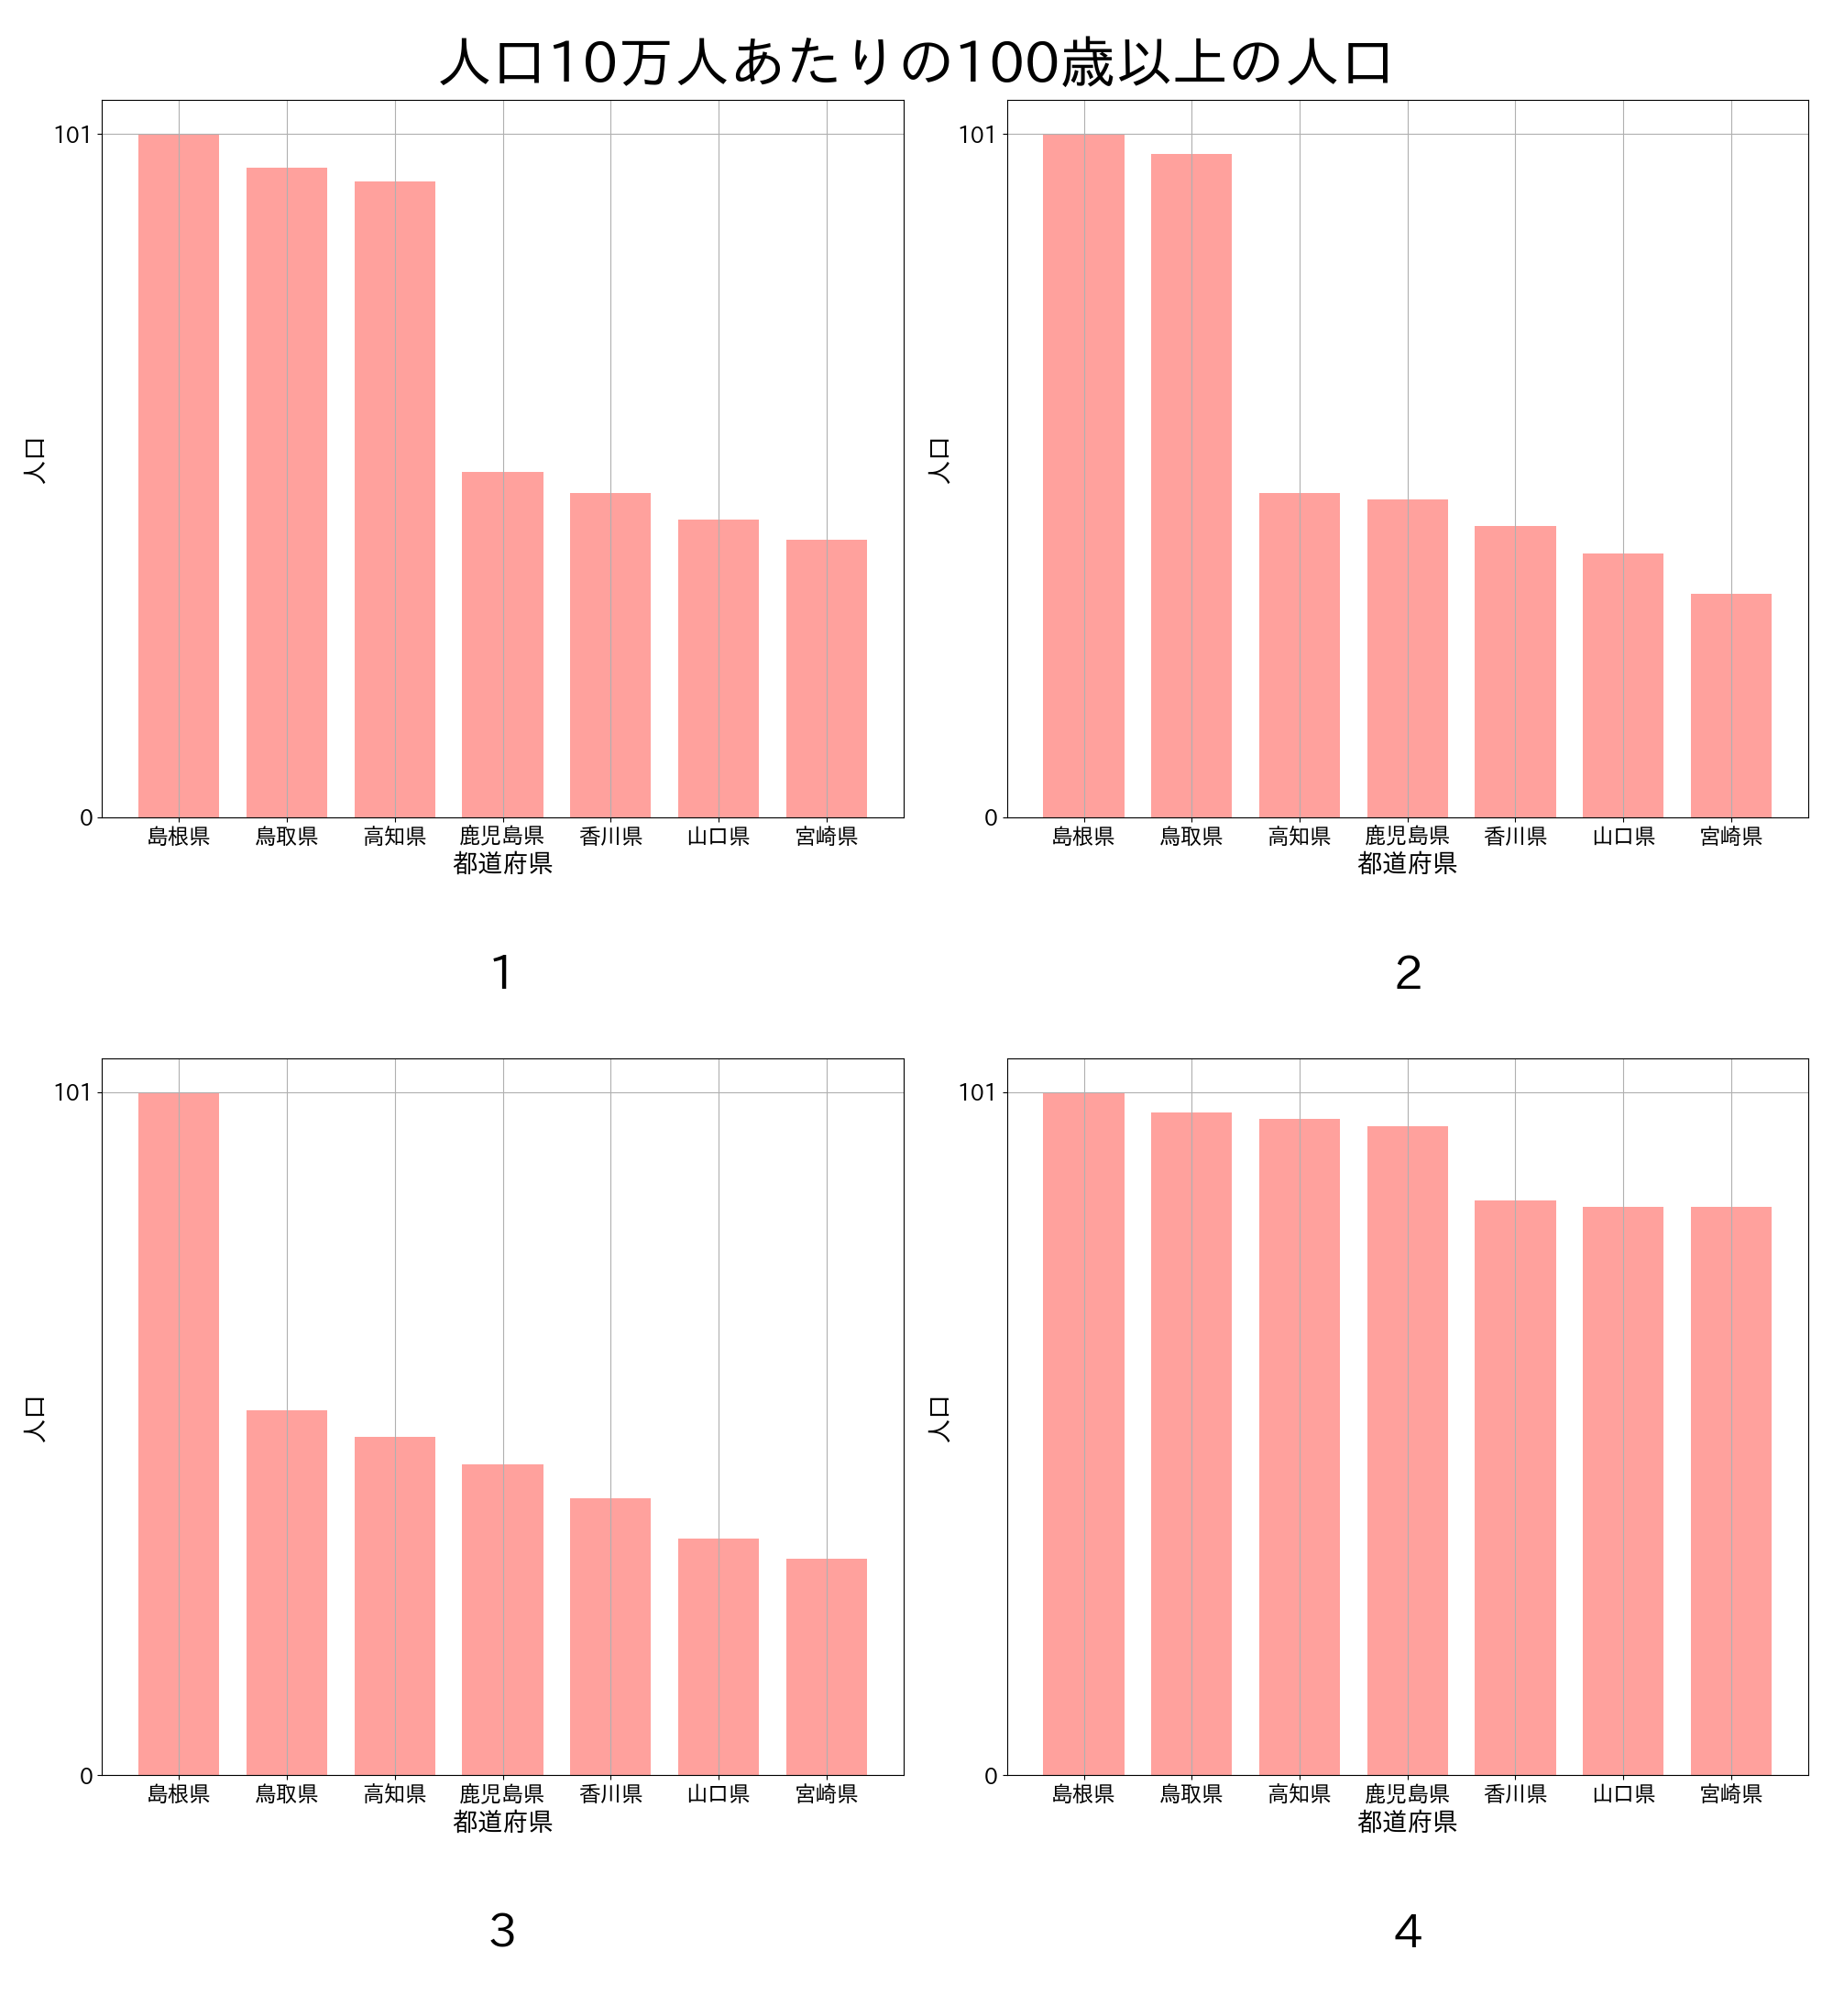 人口10万人あたりの100歳以上の人口
101
人口
0
島根県 鳥取県 高知県 鹿児島県 香川県 山口県 宮崎県
都道府県
1
101
人口
0
島根県 鳥取県 高知県 鹿児島県 香川県 山口県 宮崎県
都道府県
2
101
人口
0
島根県 鳥取県 高知県 鹿児島県 香川県 山口県 宮崎県
都道府県
3
101
人口
0
島根県 鳥取県 高知県 鹿児島県 香川県 山口県 宮崎県
都道府県
4